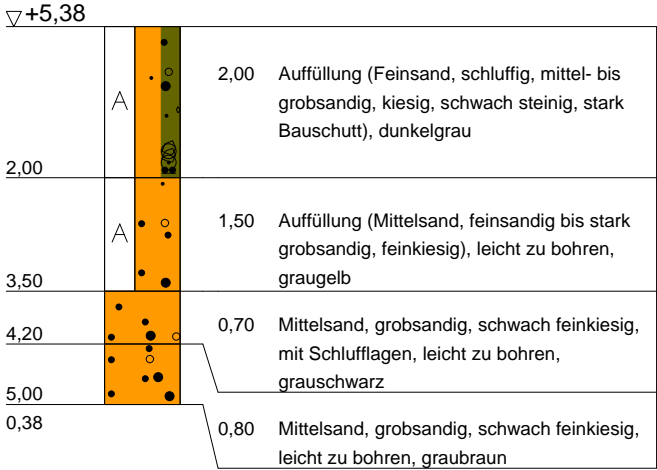 ▽+5,38
2,00 Auffüllung (Feinsand, schluffig, mittel- bis
grobsandig, kiesig, schwach steinig, stark
Bauschutt), dunkelgrau
A
2,00
1,50 Auffüllung (Mittelsand, feinsandig bis stark
grobsandig, feinkiesig), leicht zu bohren,
graugelb
A
3,50
0,70 Mittelsand, grobsandig, schwach feinkiesig,
mit Schlufflagen, leicht zu bohren,
grauschwarz
4,20
5,00
0,38
0,80 Mittelsand, grobsandig, schwach feinkiesig,
leicht zu bohren, graubraun